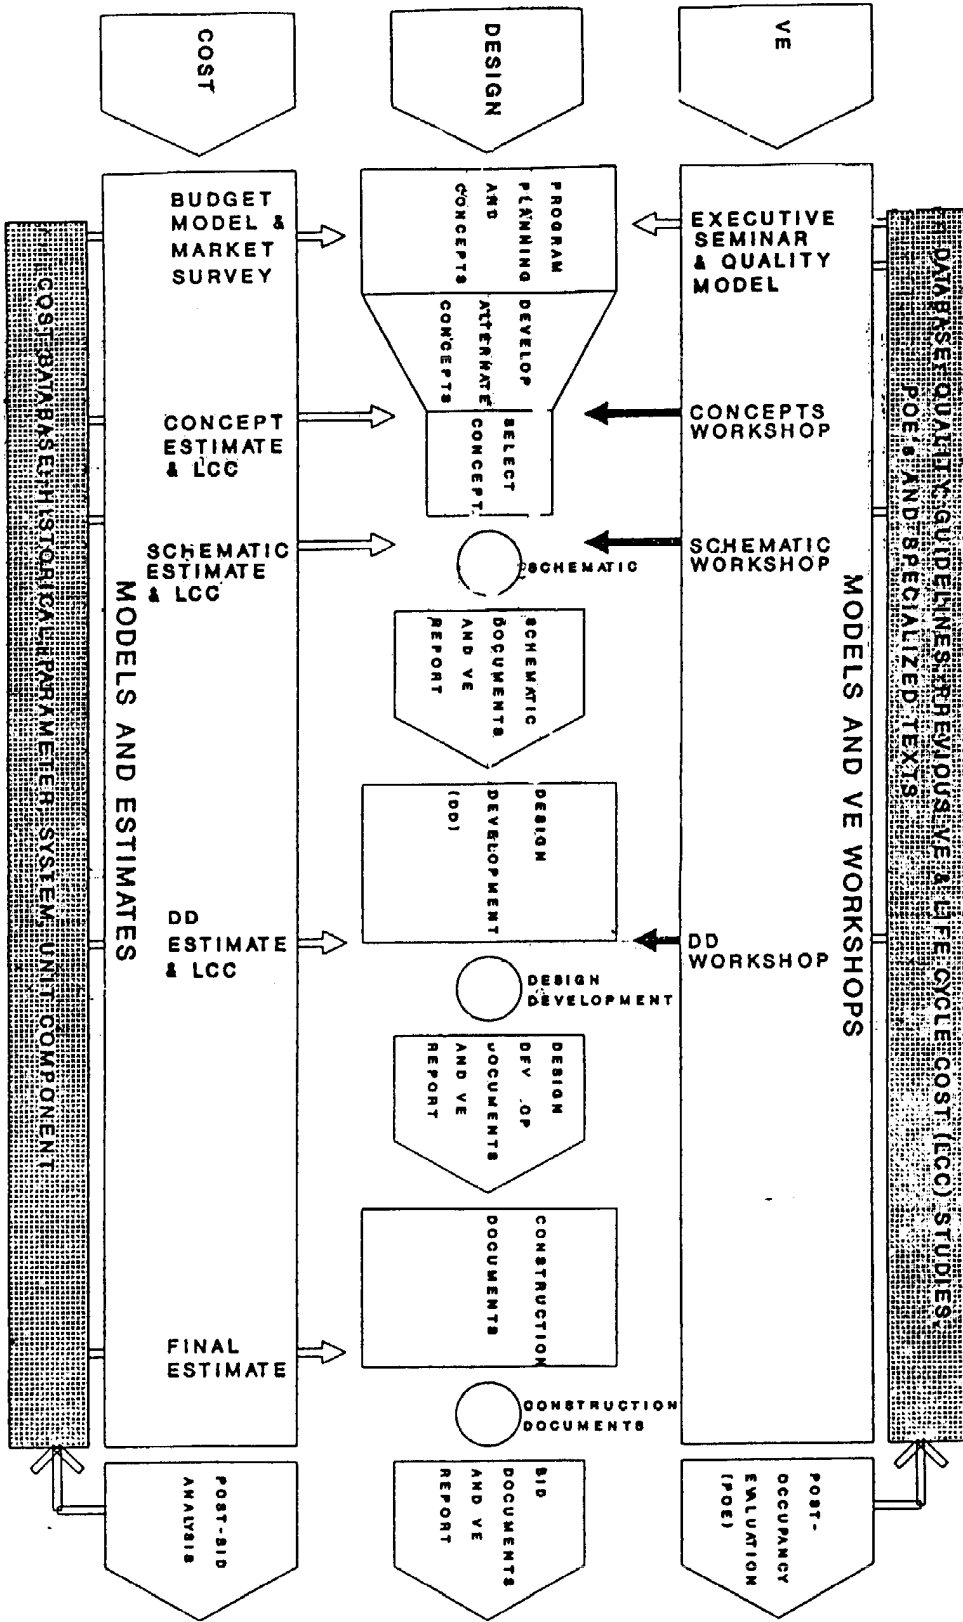 COST
DESIGN
VE
BUDGET
MODEL &
MARKET
SURVEY
PROGRAM
PLANNING
AND
CONCEPTS
EXECUTIVE
SEMINAR
& QUALITY
MODEL
DEVELOP
ALTERNATE
CONCEPTS
CONCEPT
ESTIMATE
& LCC
SELECT
CONCEPT
CONCEPTS
WORKSHOP
SCHEMATIC
ESTIMATE
& LCC
SCHEMATIC
SCHEMATIC
WORKSHOP
MODELS AND ESTIMATES
SCHEMATIC
DOCUMENTS
AND VE
REPORT
MODELS AND VE WORKSHOPS
DESIGN
DEVELOPMENT
(DD)
DD
ESTIMATE
& LCC
DD
WORKSHOP
DESIGN
DEVELOPMENT
DESIGN
DOCUMENTS
AND VE
REPORT
CONSTRUCTION
DOCUMENTS
FINAL
ESTIMATE
CONSTRUCTION
DOCUMENTS
POST-BID
ANALYSIS
BID
DOCUMENTS
AND VE
REPORT
POST-
OCCUPANCY
EVALUATION
(POE)
COST DATABASE: HISTORICAL, PARAMETER, SYSTEM, UNIT COMPONENT
DATABASE: QUALITY GUIDELINES, PREVIOUS VE & LIFE CYCLE COST (LCC) STUDIES,
POE's AND SPECIALIZED TEXTS